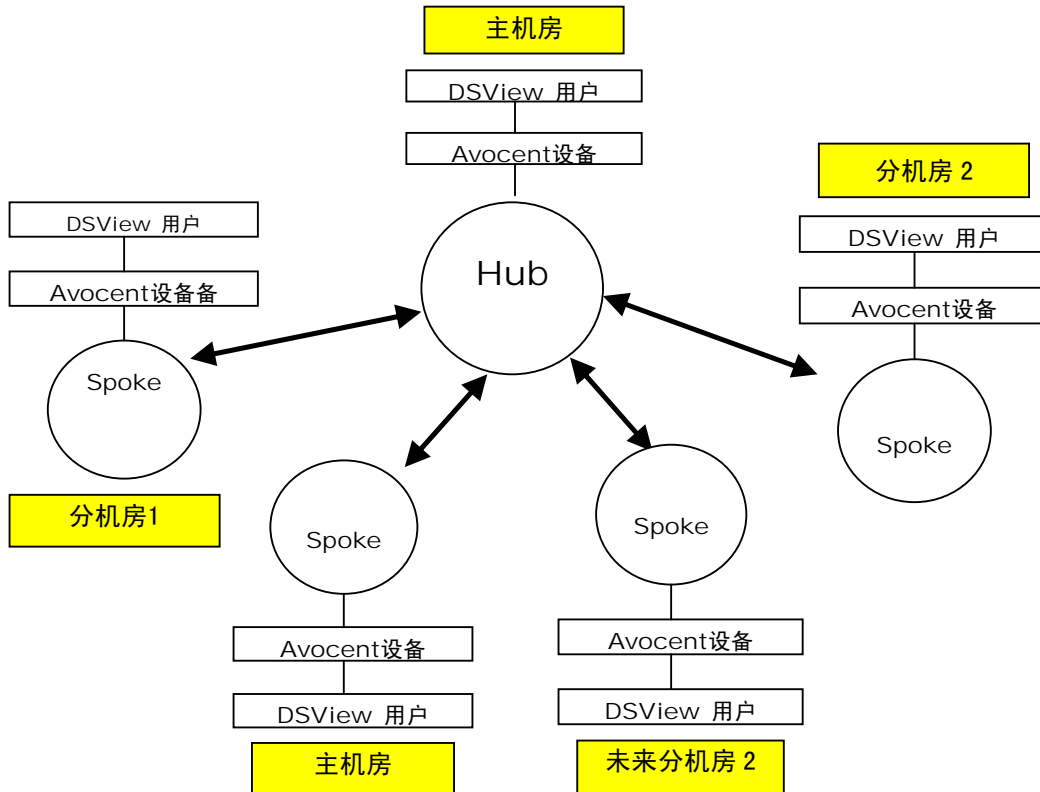 主机房
DSView 用户
Avocent设备
分机房 2
DSView 用户
Avocent设备
DSView 用户
Avocent设备备
Hub
Spoke
分机房1
Spoke
Spoke
Spoke
Avocent设备
DSView 用户
主机房
Avocent设备
DSView 用户
未来分机房 2